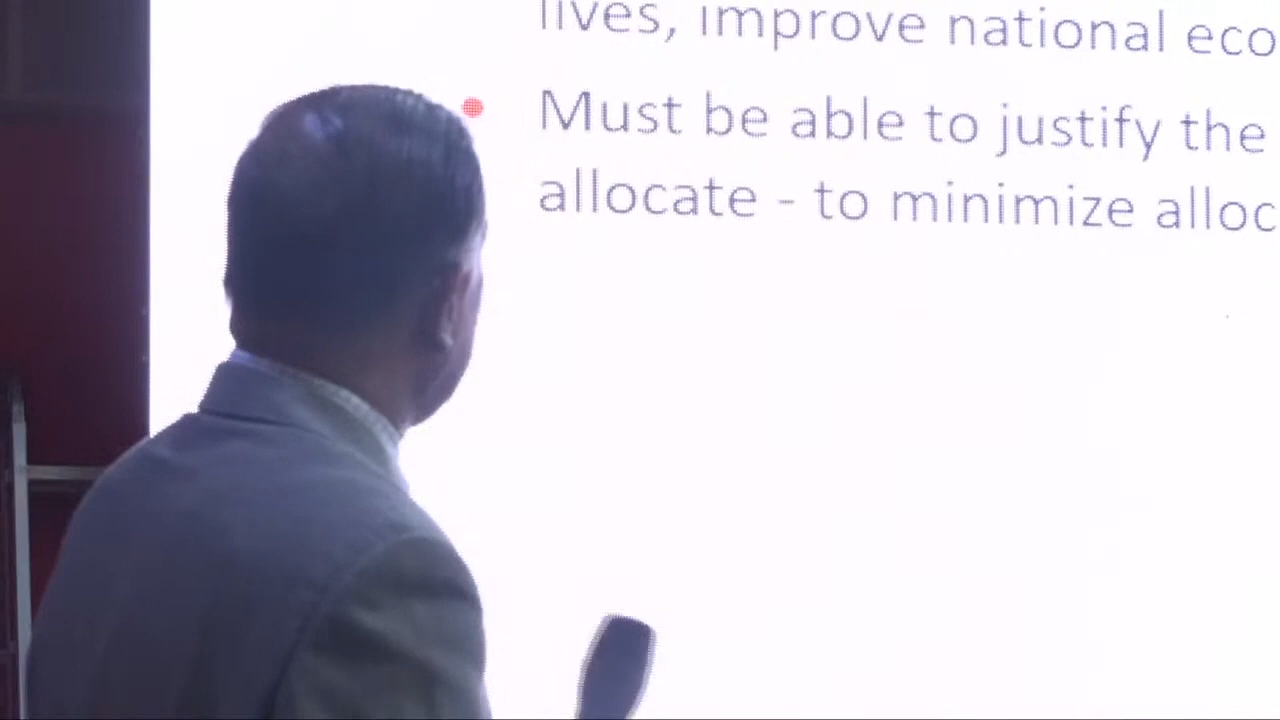 lives, improve national eco
• Must be able to justify the
allocate - to minimize alloc